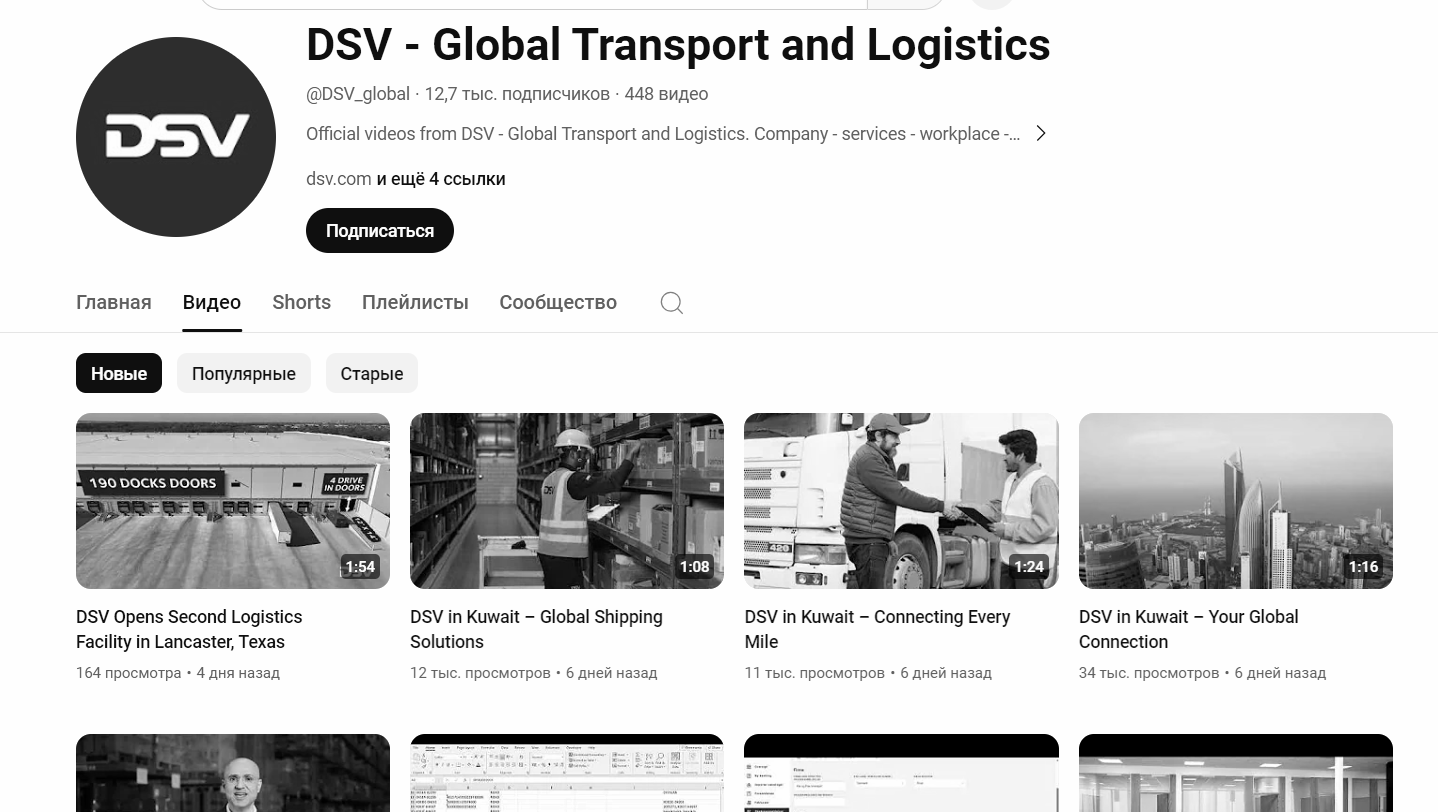 DSV - Global Transport and Logistics
DSV
@DSV_global · 12,7 тыс. подписчиков · 448 видео
Official videos from DSV - Global Transport and Logistics. Company - services - workplace -...
dsv.com и ещё 4 ссылки
Подписаться
Главная Видео Shorts Плейлисты Сообщество
Новые Популярные Старые
190 DOCKS DOORS
4 DRIVE
IN DOORS
1:54 1:08 1:24 1:16
DSV Opens Second Logistics
Facility in Lancaster, Texas
164 просмотра • 4 дня назад
DSV in Kuwait – Global Shipping
Solutions
12 тыс. просмотров • 6 дней назад
420
DSV in Kuwait – Connecting Every
Mile
11 тыс. просмотров • 6 дней назад
DSV in Kuwait – Your Global
Connection
34 тыс. просмотров • 6 дней назад